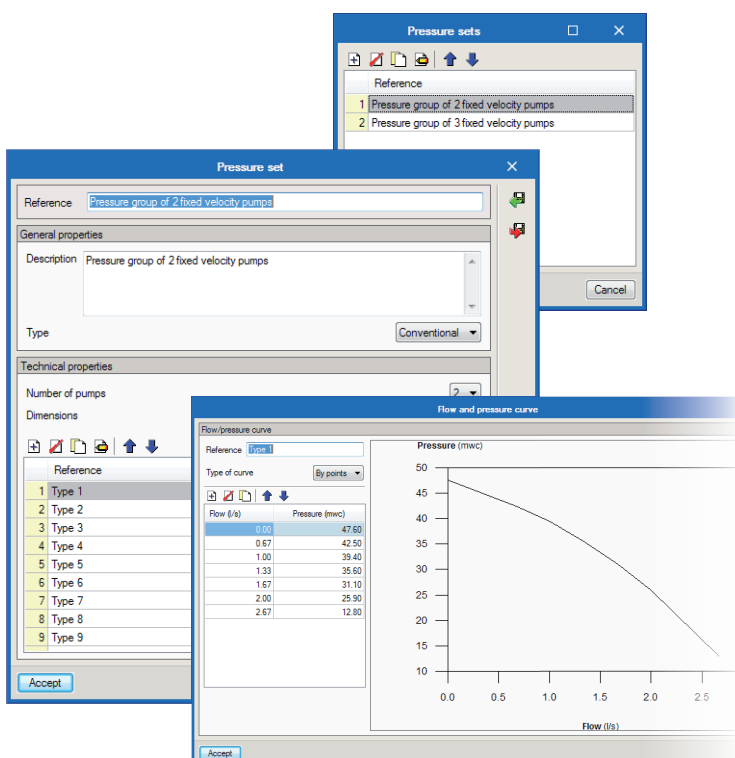 Pressure sets
Reference
1 Pressure group of 2 fixed velocity pumps
2 Pressure group of 3 fixed velocity pumps
Cancel
Pressure set
Reference Pressure group of 2 fixed velocity pumps
General properties
Description Pressure group of 2 fixed velocity pumps
Type Conventional
Technical properties
Number of pumps 2
Dimensions
Reference
1 Type 1
2 Type 2
3 Type 3
4 Type 4
5 Type 5
6 Type 6
7 Type 7
8 Type 8
9 Type 9
Accept
Flow and pressure curve
Flow/pressure curve
Reference Type 1
Type of curve By points
Flow (l/s) Pressure (mwc)
0.00 47.60
0.67 42.50
1.00 39.40
1.33 35.60
1.67 31.10
2.00 25.90
2.67 12.80
Pressure (mwc)
50
45
40
35
30
25
20
15
10
0.0 0.5 1.0 1.5 2.0 2.5
Flow (l/s)
Accept